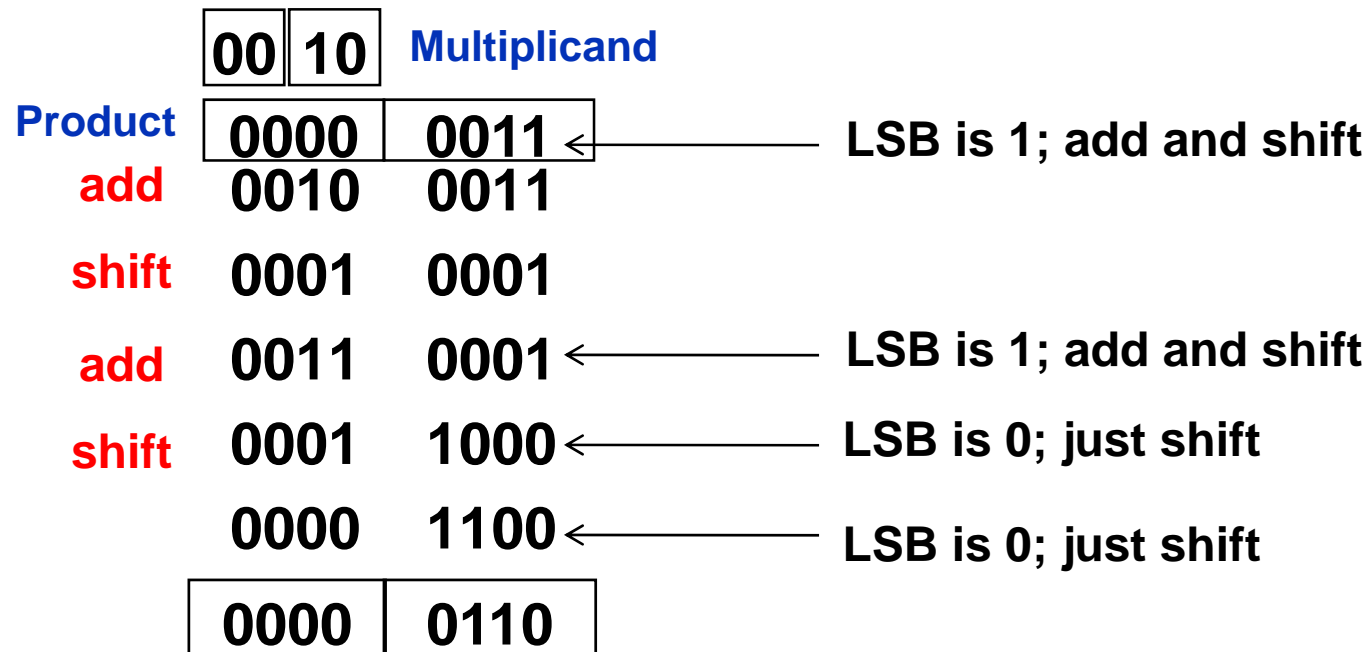 00 10 Multiplicand
Product 0000 0011 LSB is 1; add and shift
add 0010 0011
shift 0001 0001
add 0011 0001 LSB is 1; add and shift
shift 0001 1000 LSB is 0; just shift
0000 1100 LSB is 0; just shift
0000 0110